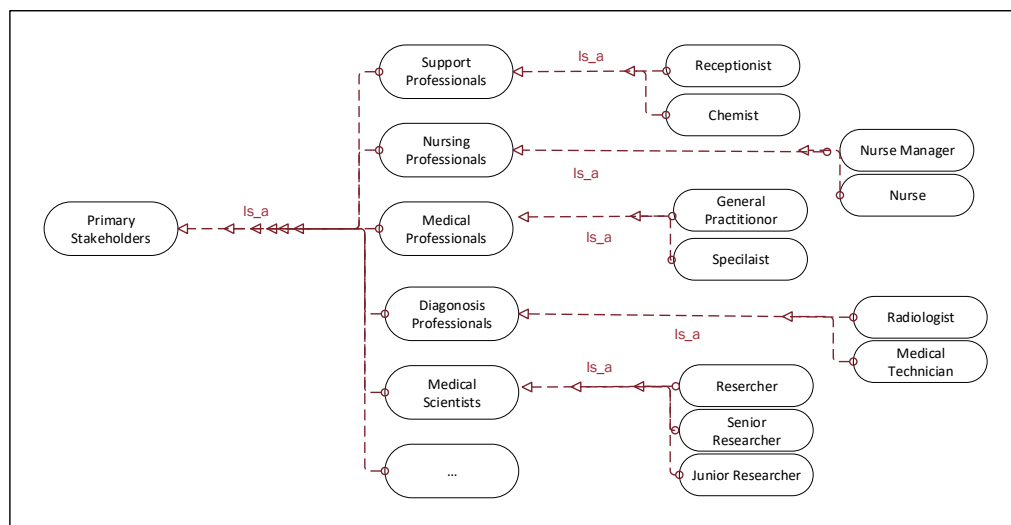 Support
Professionals
Is_a
Receptionist
Chemist
Nursing
Professionals
Is_a
Nurse Manager
Nurse
Primary
Stakeholders
Is_a
Medical
Professionals
Is_a
General
Practitionor
Specilaist
Diagonosis
Professionals
Is_a
Radiologist
Medical
Technician
Medical
Scientists
Is_a
Resercher
Senior
Researcher
Junior Researcher
...